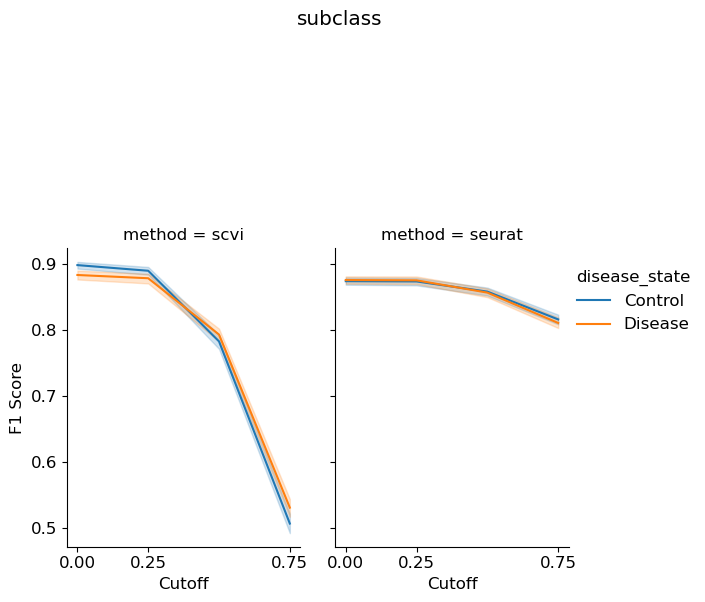 subclass
method = scvi
method = seurat
0.9
0.8
0.7
0.6
0.5
F1 Score
0.00
0.25
0.75
Cutoff
0.00
0.25
0.75
Cutoff
disease_state
Control
Disease